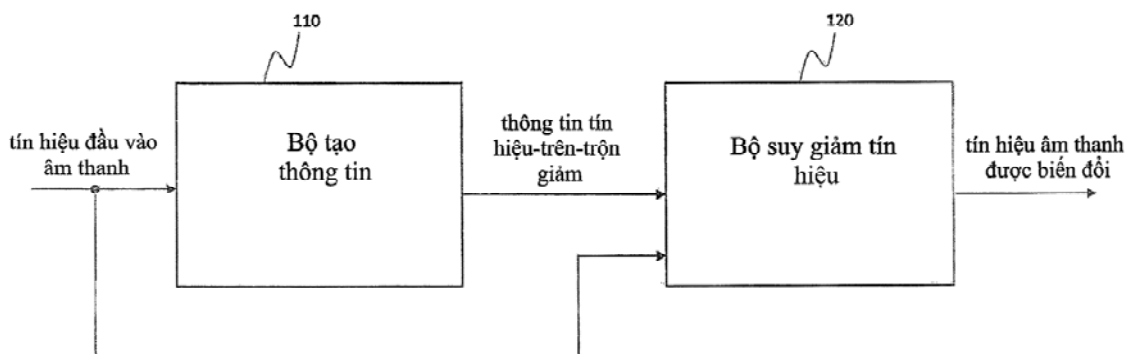 110
120
tín hiệu đầu vào
âm thanh
Bộ tạo
thông tin
thông tin tín
hiệu-trên-trộn
giảm
Bộ suy giảm tín
hiệu
tín hiệu âm thanh
được biến đổi